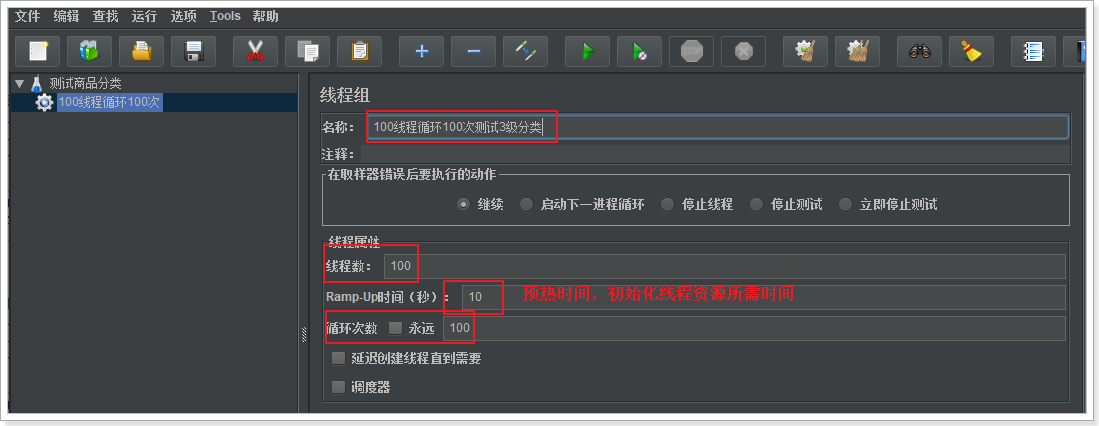 文件 编辑 查找 运行 选项 Tools 帮助
STOP
测试商品分类
100线程循环100次
线程组
名称： 100线程循环100次测试3级分类
注释：
在取样器错误后要执行的动作
继续 启动下一进程循环 停止线程 停止测试 立即停止测试
线程属性
线程数： 100
Ramp-Up时间（秒）： 10 预热时间，初始化线程资源所需时间
循环次数 永远 100
延迟创建线程直到需要
调度器